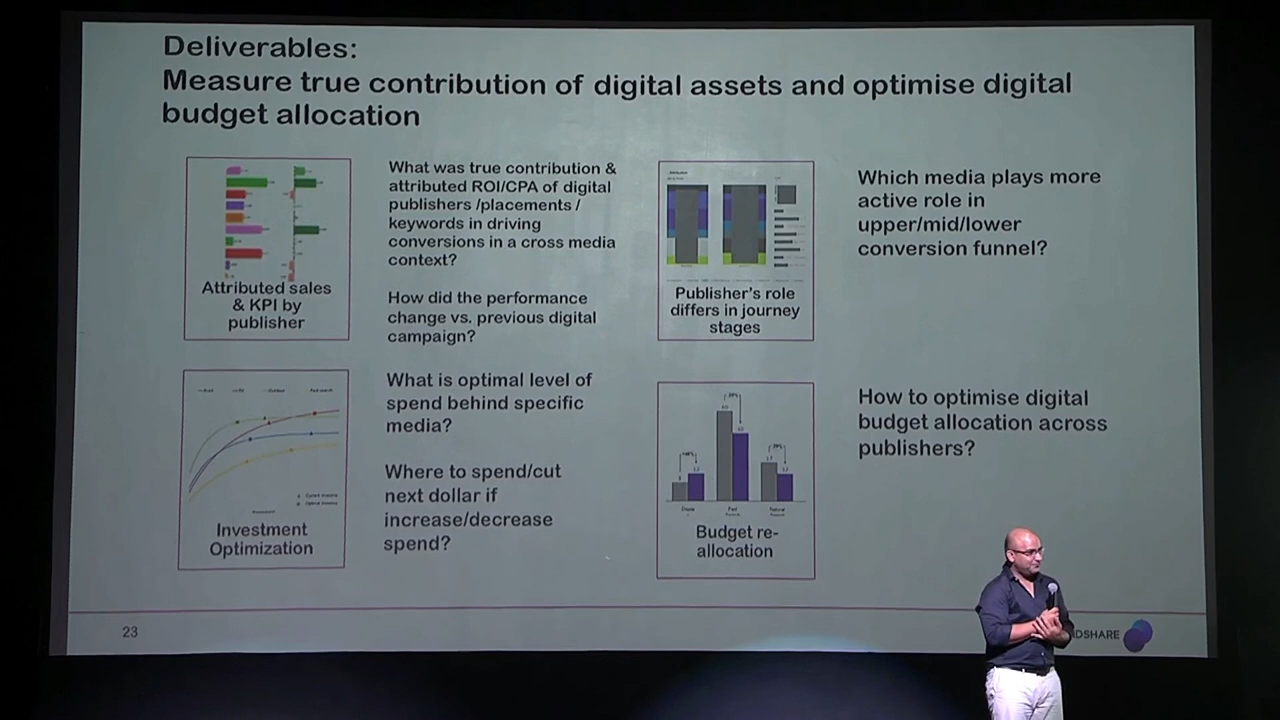 Deliverables:
Measure true contribution of digital assets and optimise digital
budget allocation
Attributed sales
& KPI by
publisher
What was true contribution &
attributed ROI/CPA of digital
publishers /placements /
keywords in driving
conversions in a cross media
context?
How did the performance
change vs. previous digital
campaign?
Publisher's role
differs in journey
stages
Which media plays more
active role in
upper/mid/lower
conversion funnel?
Investment
Optimization
What is optimal level of
spend behind specific
media?
Where to spend/cut
next dollar if
increase/decrease
spend?
Budget re-
allocation
How to optimise digital
budget allocation across
publishers?
23
DSHARE